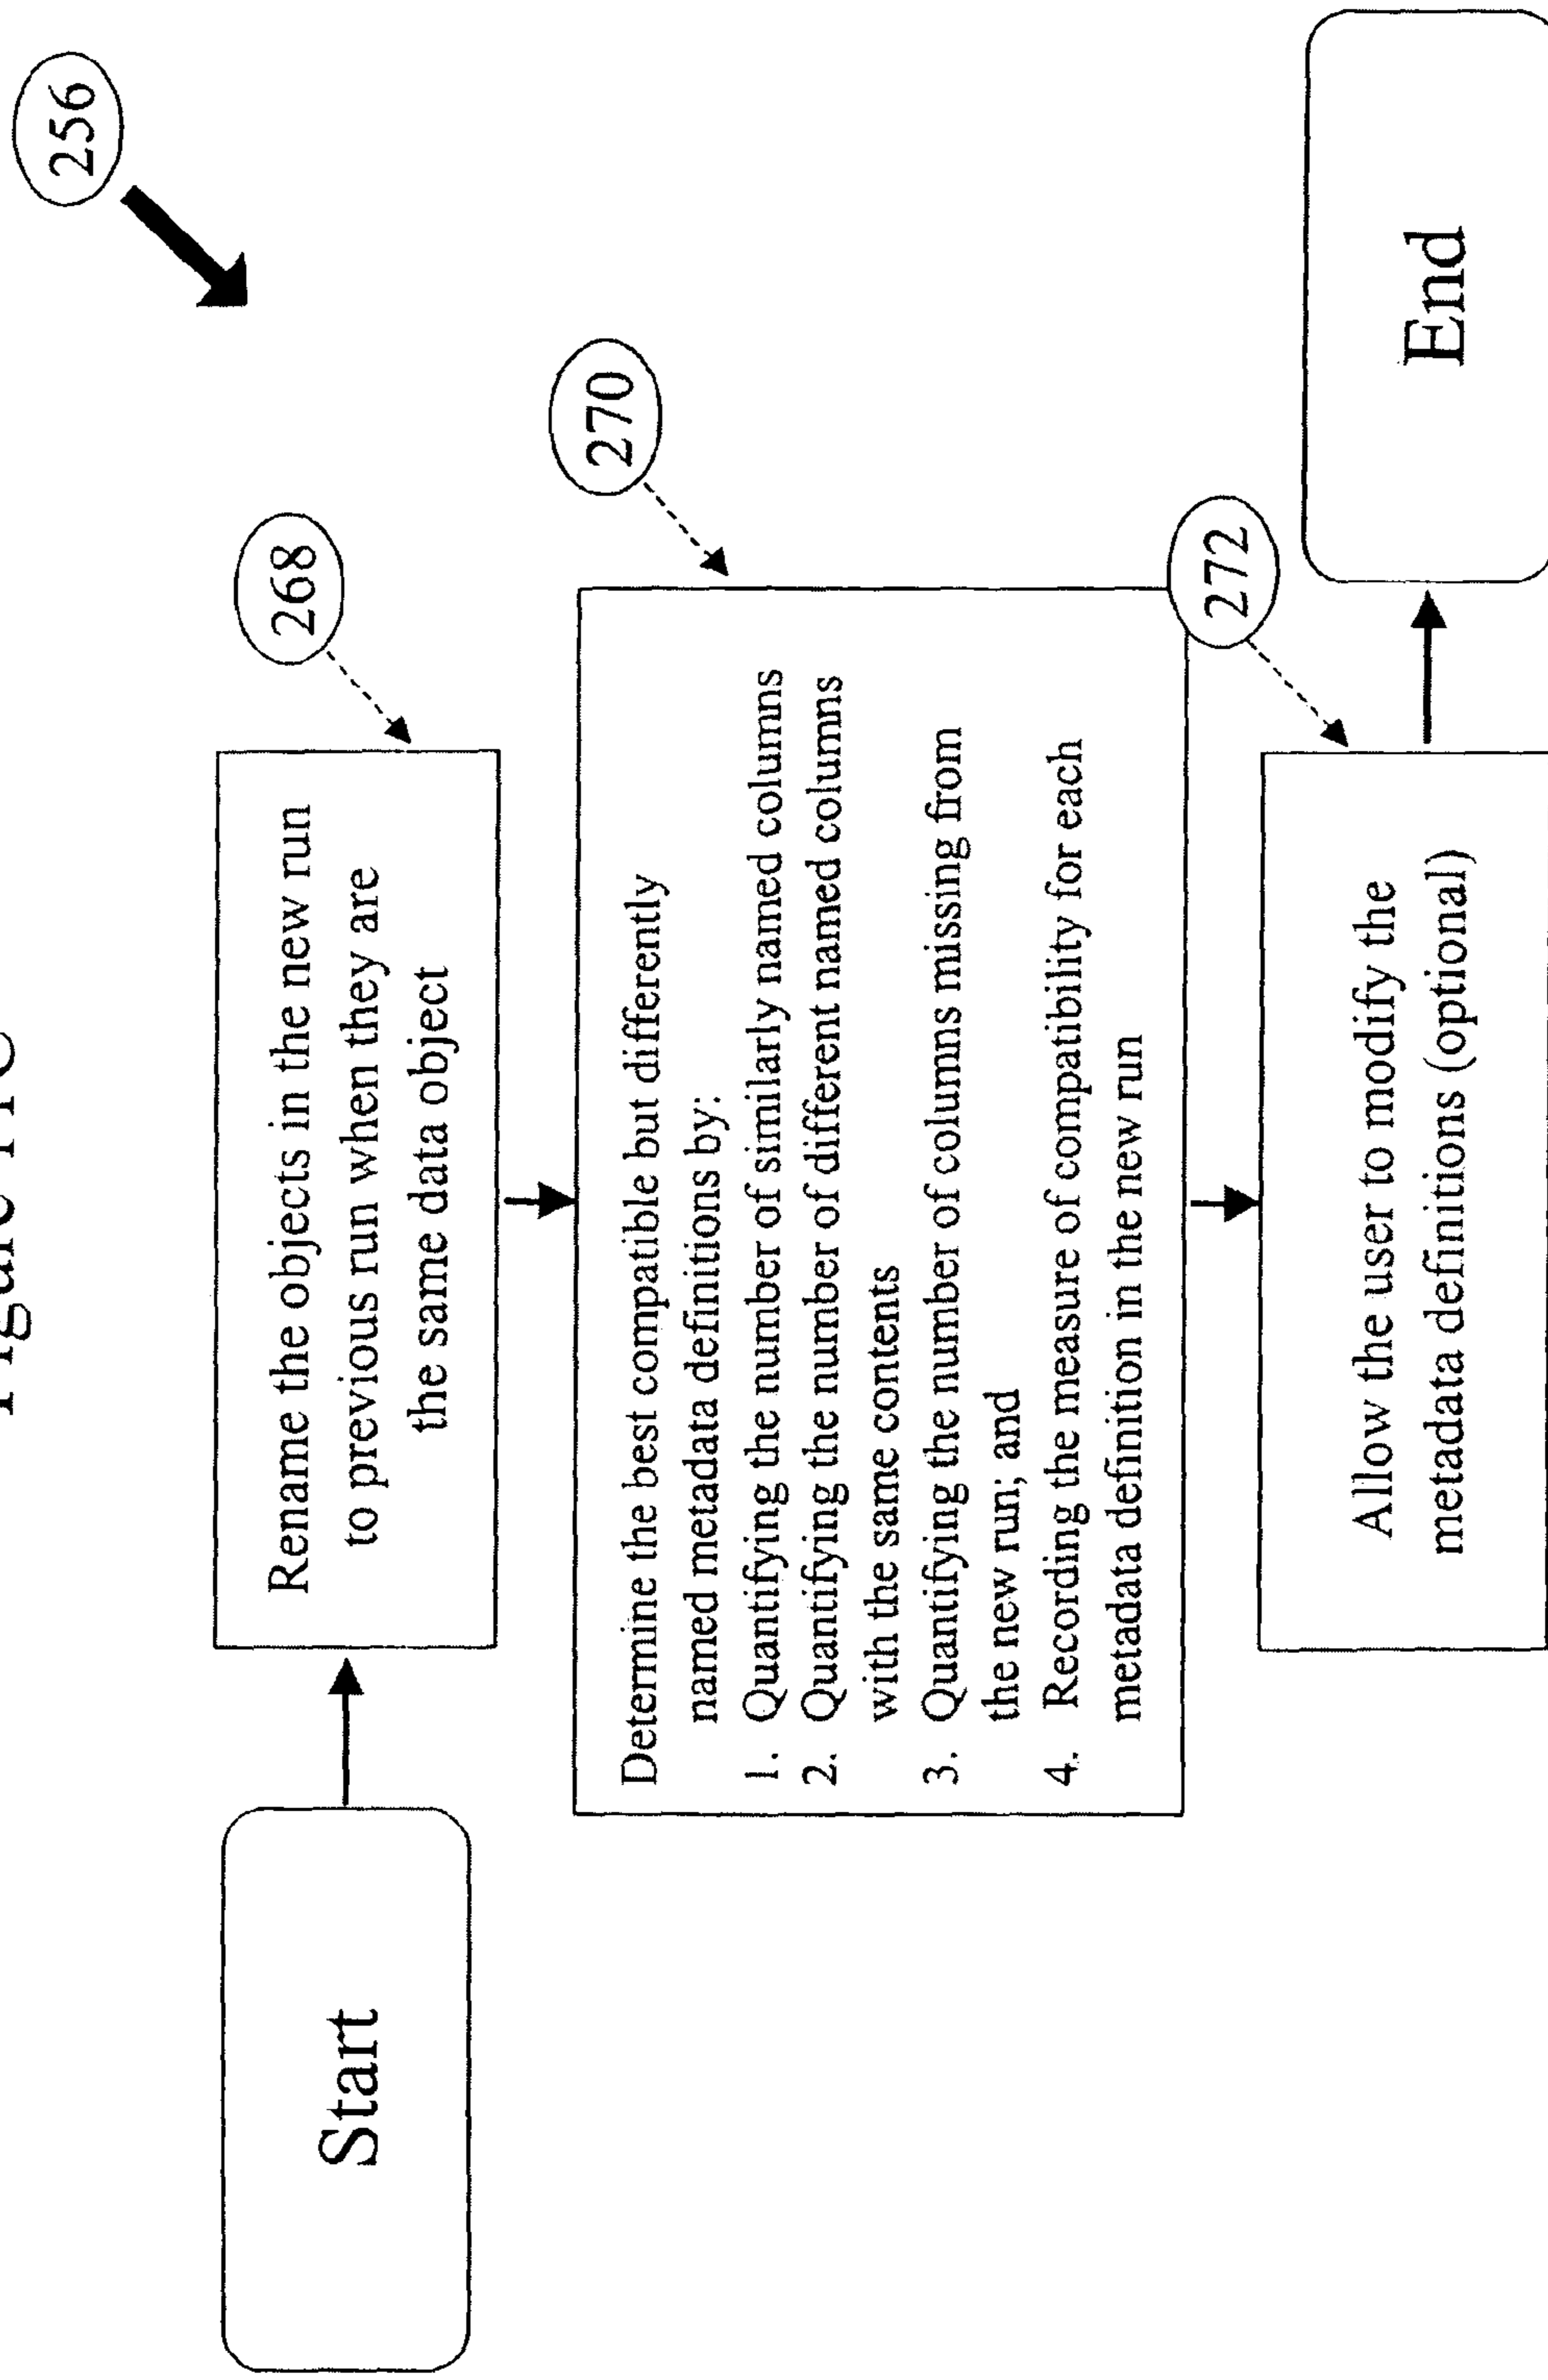 256
Start
Rename the objects in the new run
to previous run when they are
the same data object
268
Determine the best compatible but differently
named metadata definitions by:
1. Quantifying the number of similarly named columns
2. Quantifying the number of different named columns
with the same contents
3. Quantifying the number of columns missing from
the new run; and
4. Recording the measure of compatibility for each
metadata definition in the new run
270
Allow the user to modify the
metadata definitions (optional)
272
End